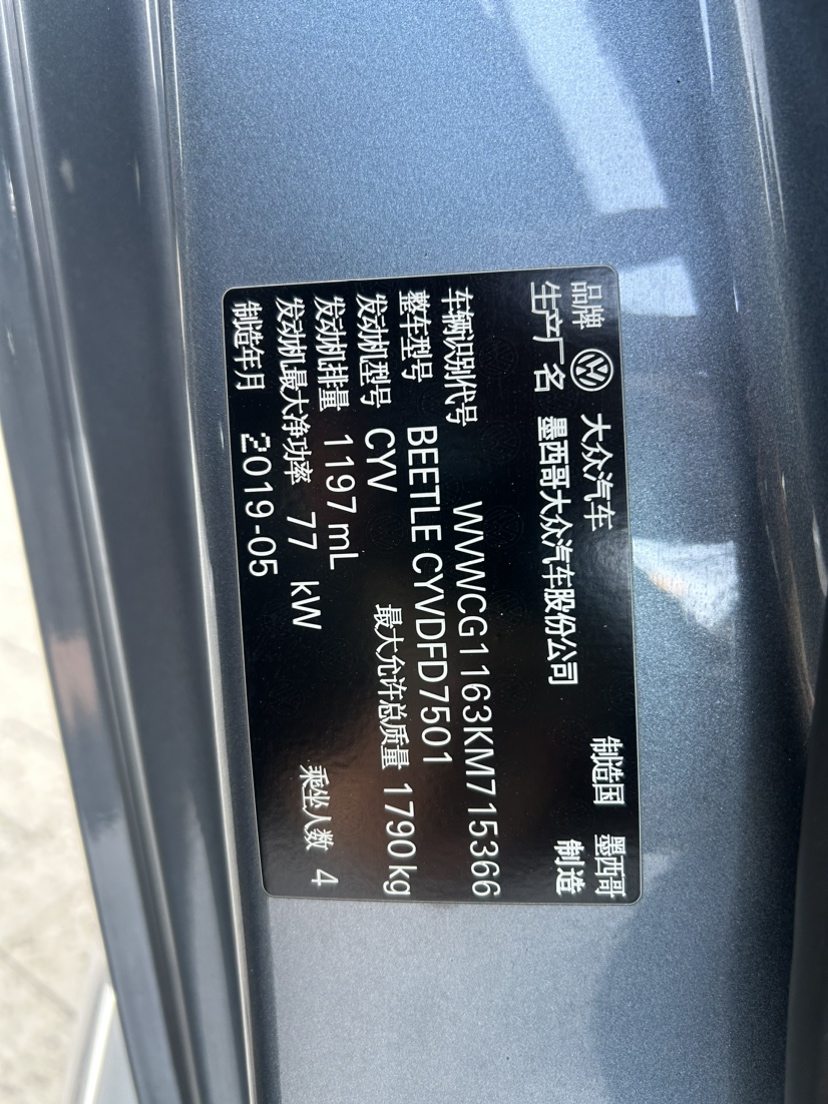 品牌 大众汽车 制造国 墨西哥
生产厂名 墨西哥大众汽车股份公司 制造
车辆识别代号 WVWCG1163KM715366
整车型号 BEETLE CYVDFD7501
发动机型号 CYV 最大允许总质量 1790kg
发动机排量 1197mL
发动机最大净功率 77 kW 乘坐人数 4
制造年月 2019-05